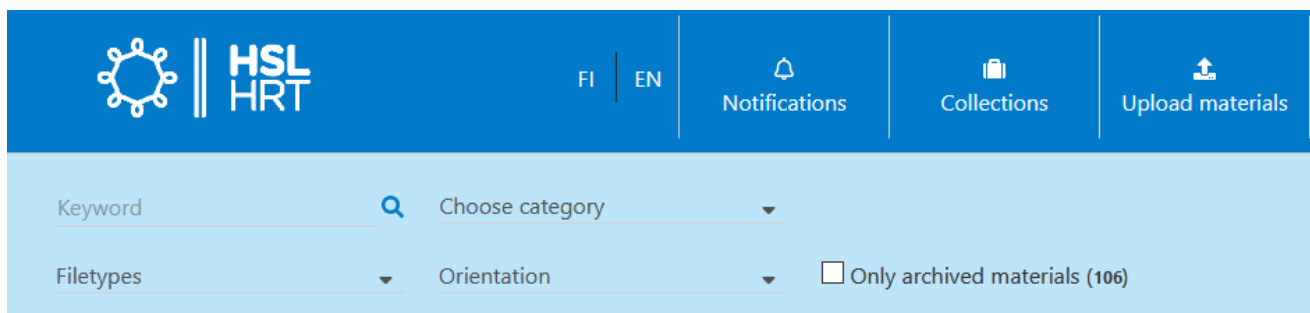 HSL
HRT
FI EN
Notifications
Collections
Upload materials
Keyword
Choose category
Filetypes
Orientation
Only archived materials (106)